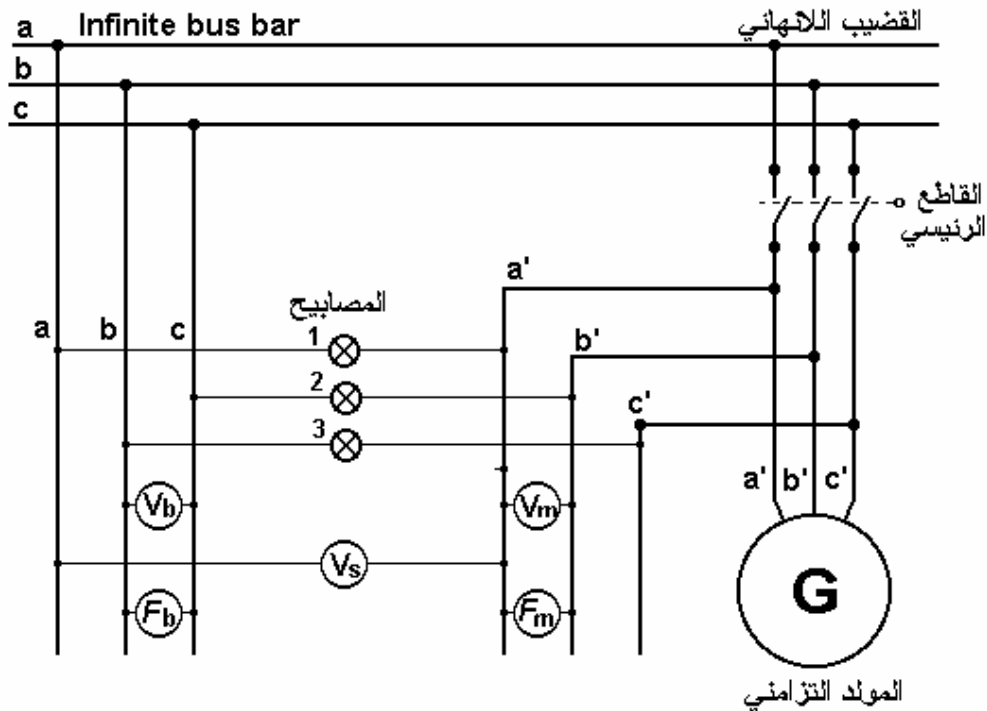 a Infinite bus bar القضيب اللانهائي
b
c
القاطع
الرئيسي
a'
المصابيح
a b c 1
b'
2
c'
3
a' b' c'
Vb Vm
Vs
G
Fb Fm
المولد التزامني